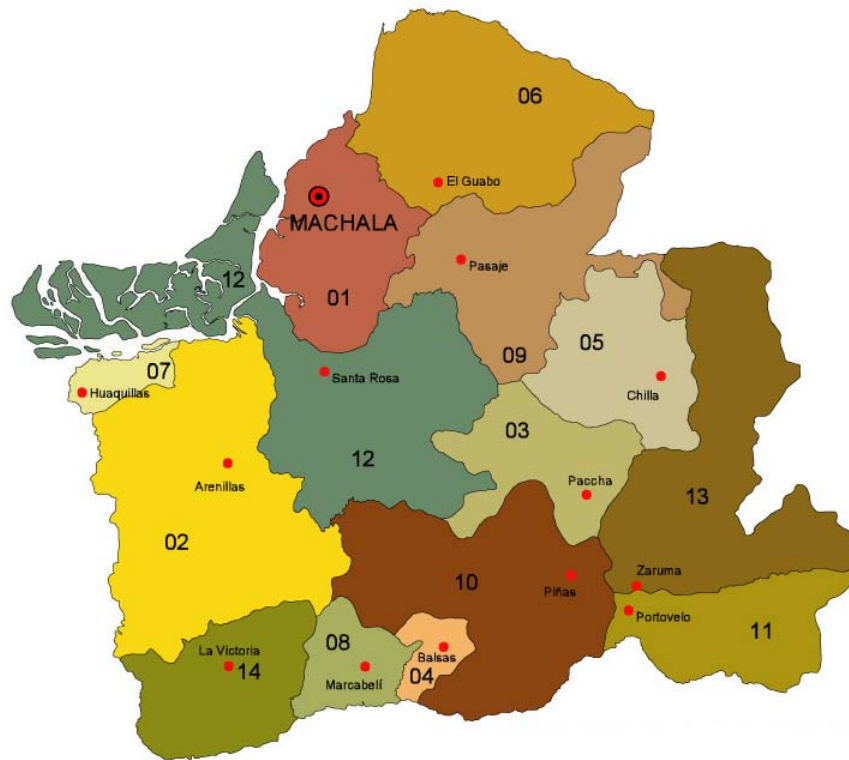 06
El Guabo
MACHALA
Pasaje
12
01
05
09
07
Santa Rosa
Chilla
Huaquillas
03
12
Arenillas
Paccha
13
02
10
Piñas
Zaruma
Portovelo
11
08
La Victoria
14
Balsas
04
Marcabelí